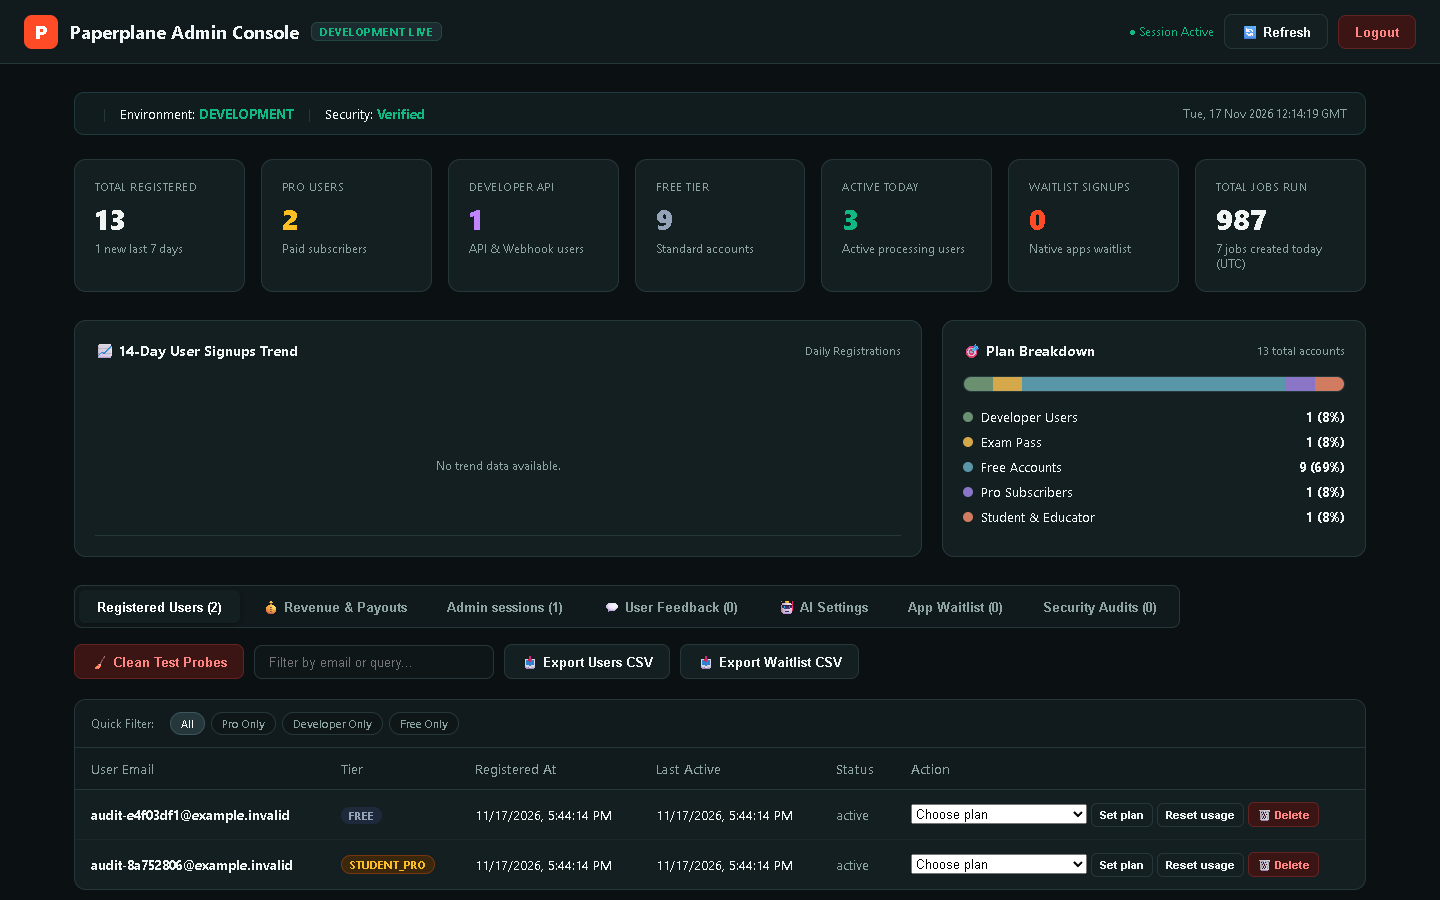 P Paperplane Admin Console DEVELOPMENT LIVE
● Session Active Refresh Logout
Environment: DEVELOPMENT Security: Verified Tue, 17 Nov 2026 12:14:19 GMT
TOTAL REGISTERED
13
1 new last 7 days
PRO USERS
2
Paid subscribers
DEVELOPER API
1
API & Webhook users
FREE TIER
9
Standard accounts
ACTIVE TODAY
3
Active processing users
WAITLIST SIGNUPS
0
Native apps waitlist
TOTAL JOBS RUN
987
7 jobs created today
(UTC)
14-Day User Signups Trend Daily Registrations
No trend data available.
Plan Breakdown 13 total accounts
Developer Users 1 (8%)
Exam Pass 1 (8%)
Free Accounts 9 (69%)
Pro Subscribers 1 (8%)
Student & Educator 1 (8%)
Registered Users (2) Revenue & Payouts Admin sessions (1) User Feedback (0) AI Settings App Waitlist (0) Security Audits (0)
Clean Test Probes Filter by email or query... Export Users CSV Export Waitlist CSV
Quick Filter: All Pro Only Developer Only Free Only
User Email Tier Registered At Last Active Status Action
audit-e4f03df1@example.invalid FREE 11/17/2026, 5:44:14 PM 11/17/2026, 5:44:14 PM active Choose plan Set plan Reset usage Delete
audit-8a752806@example.invalid STUDENT_PRO 11/17/2026, 5:44:14 PM 11/17/2026, 5:44:14 PM active Choose plan Set plan Reset usage Delete